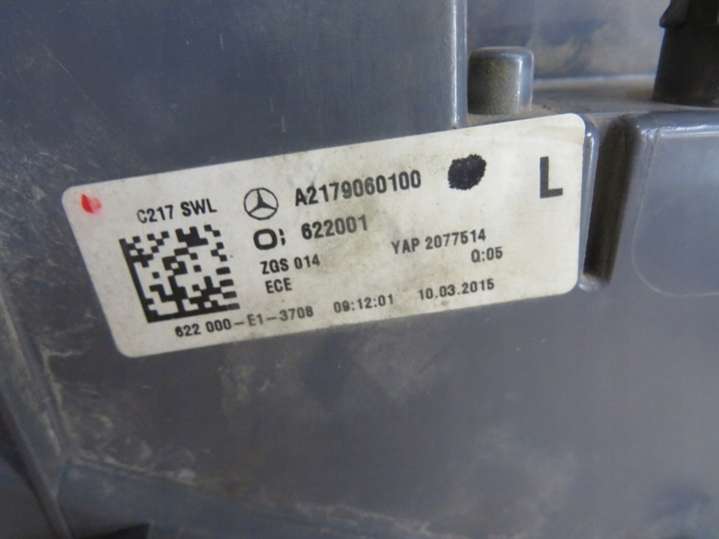 C217 SWL A2179060100 L
622001
ZGS 014 YAP 2077514
ECE Q:05
622 000-E1-3708 09:12:01 10.03.2015